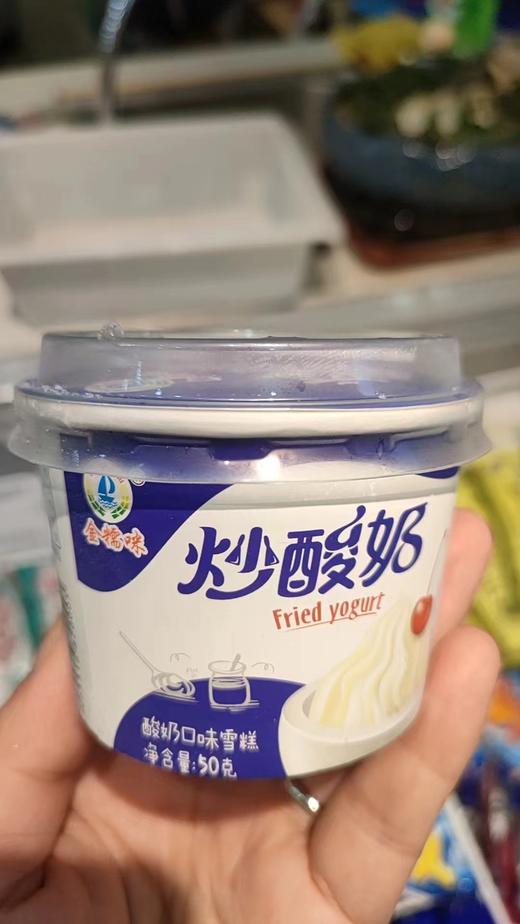 金糯味
炒酸奶
Fried yogurt
酸奶口味雪糕
净含量:50克